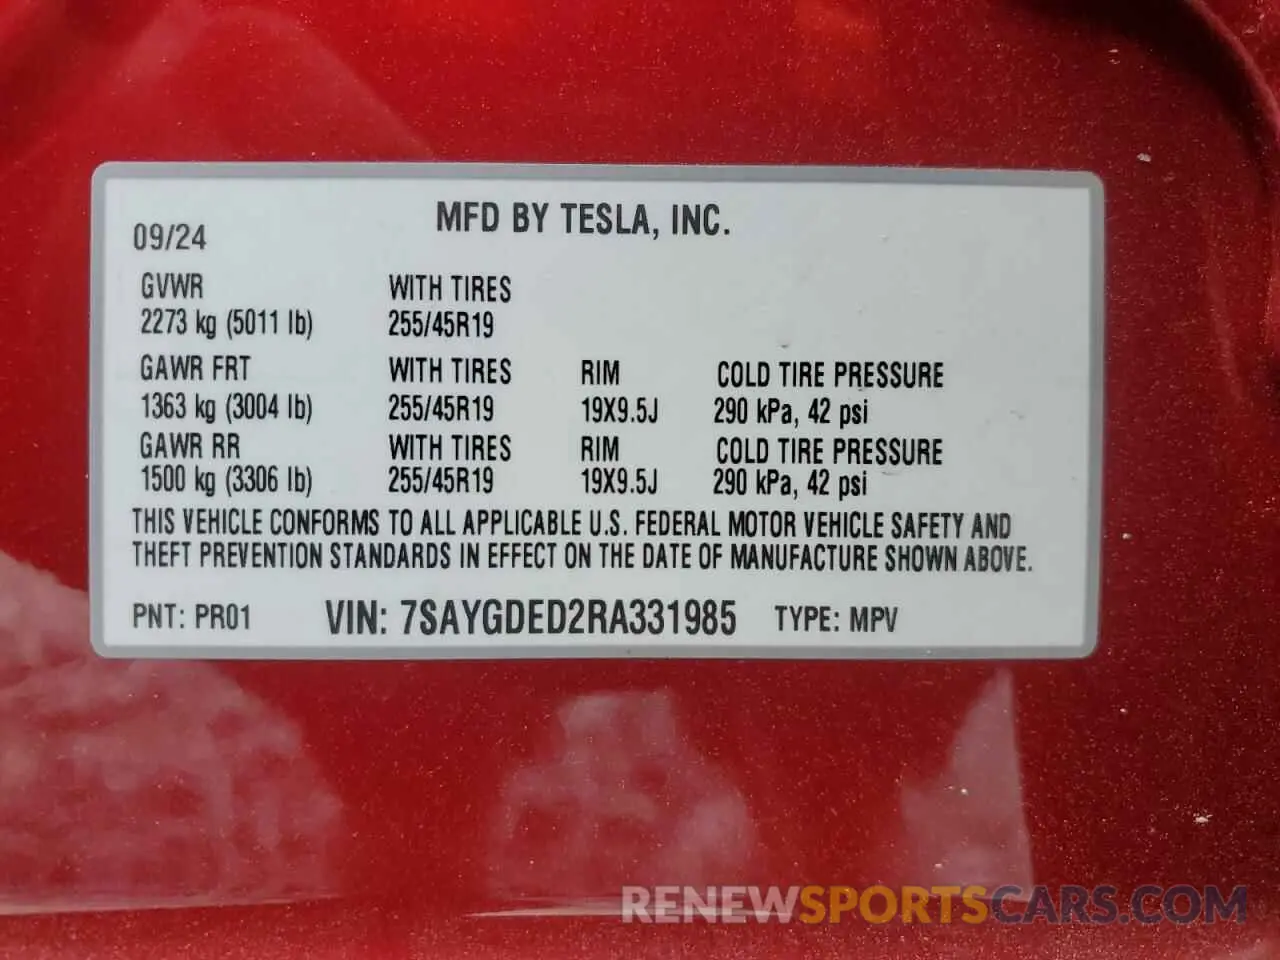 MFD BY TESLA, INC.
09/24
GVWR WITH TIRES
2273 kg (5011 lb) 255/45R19
GAWR FRT WITH TIRES RIM COLD TIRE PRESSURE
1363 kg (3004 lb) 255/45R19 19X9.5J 290 kPa, 42 psi
GAWR RR WITH TIRES RIM COLD TIRE PRESSURE
1500 kg (3306 lb) 255/45R19 19X9.5J 290 kPa, 42 psi
THIS VEHICLE CONFORMS TO ALL APPLICABLE U.S. FEDERAL MOTOR VEHICLE SAFETY AND
THEFT PREVENTION STANDARDS IN EFFECT ON THE DATE OF MANUFACTURE SHOWN ABOVE.
PNT: PR01 VIN: 7SAYGDED2RA331985 TYPE: MPV
RENEWSPORTSCARS.COM